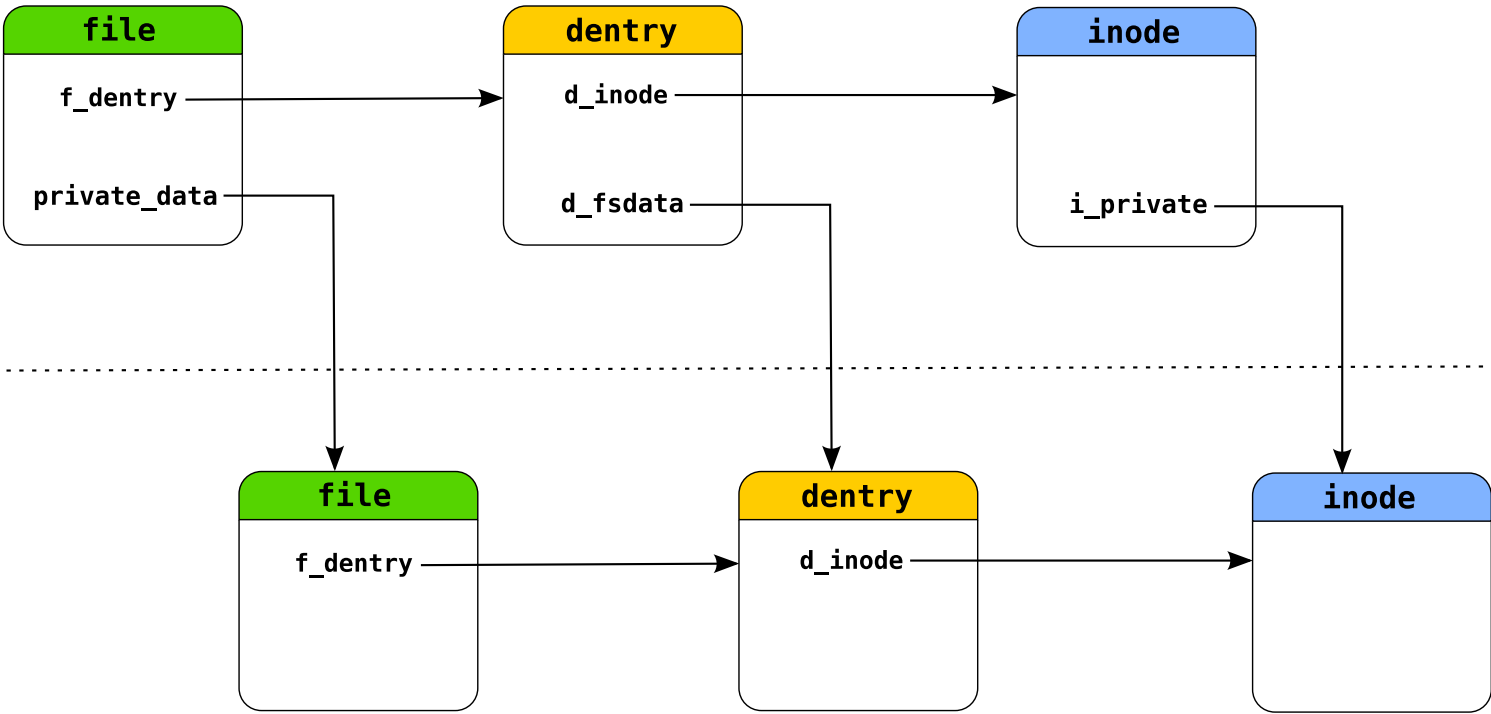 file
dentry
inode
f_dentry
d_inode
private_data
d_fsdata
i_private
file
dentry
inode
f_dentry
d_inode